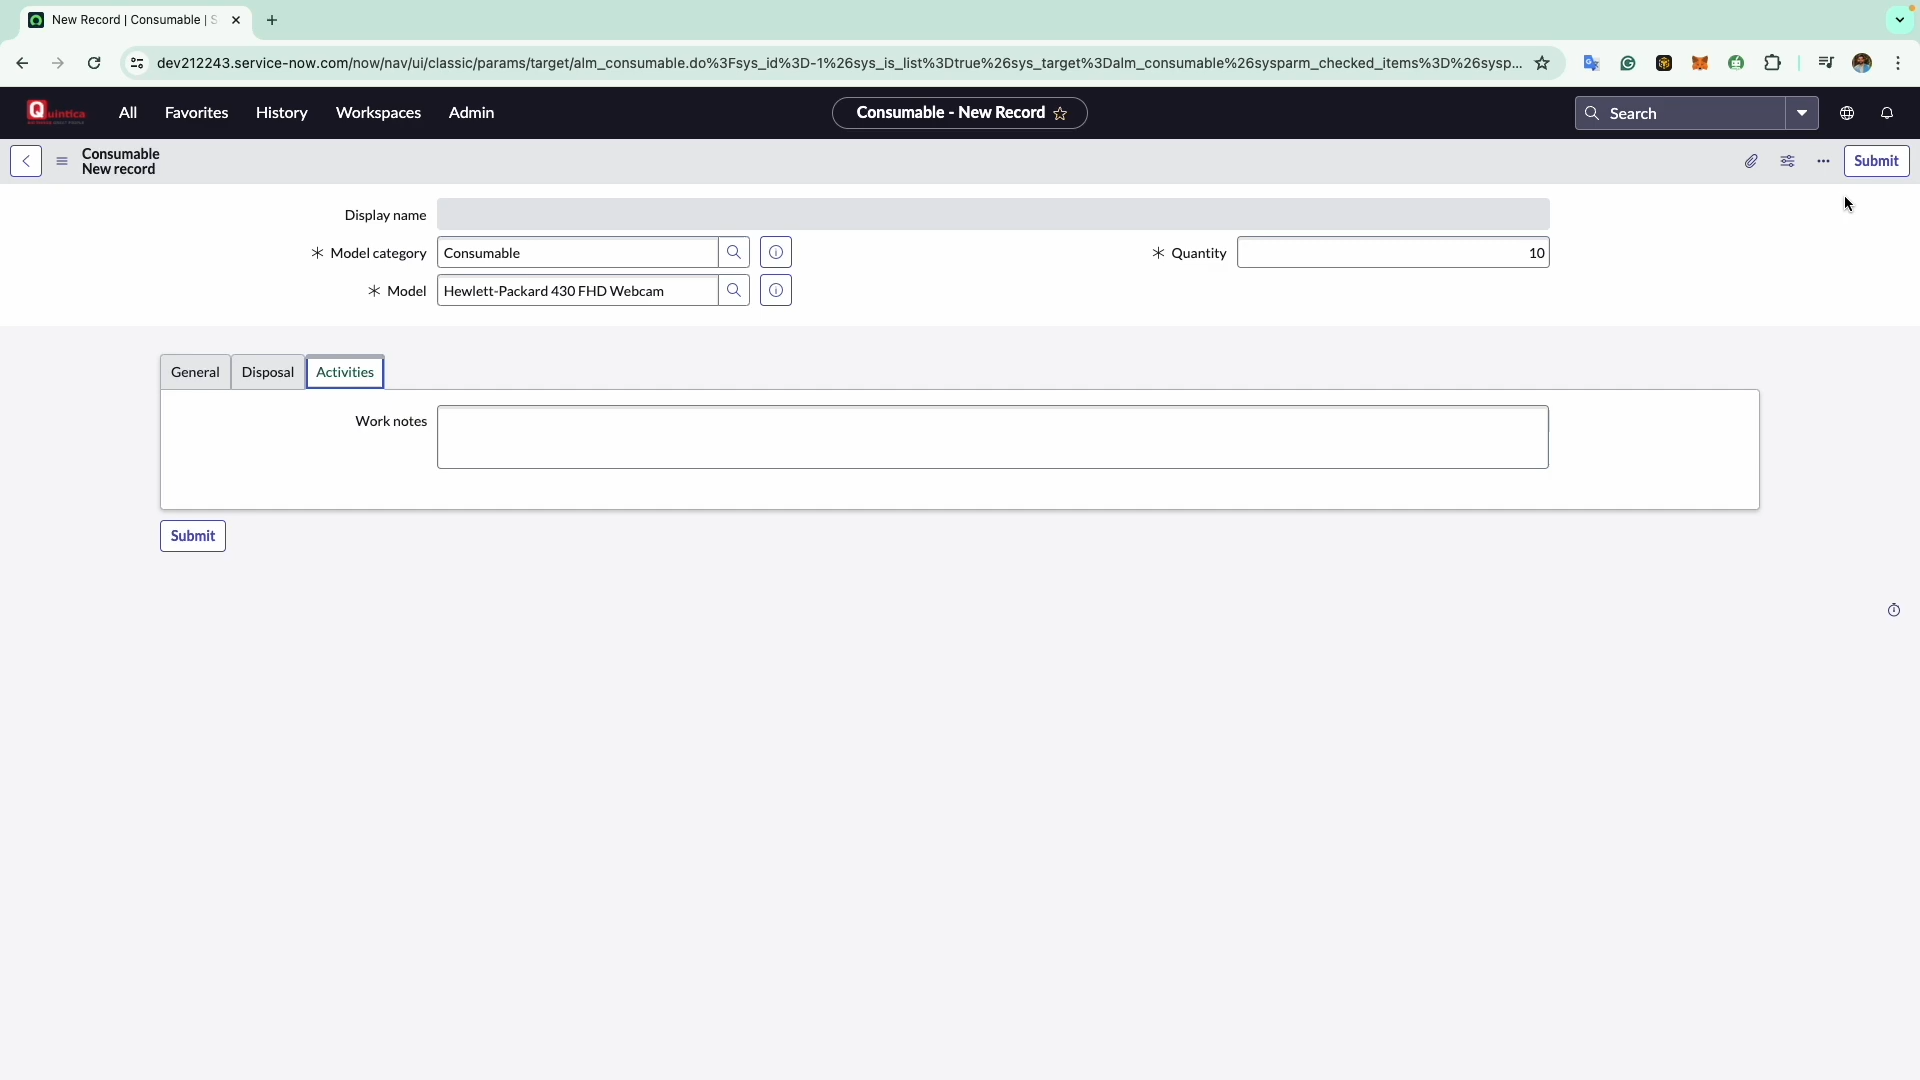 New Record | Consumable | S
dev212243.service-now.com/now/nav/ui/classic/params/target/alm_consumable.do%3Fsys_id%3D-1%26sys_is_list%3Dtrue%26sys_target%3Dalm_consumable%26sysparm_checked_items%3D%26sysp...
Quintica
All Favorites History Workspaces Admin
Consumable - New Record
Search
Consumable
New record
Submit
Display name
Model category Consumable
Quantity 10
Model Hewlett-Packard 430 FHD Webcam
General Disposal Activities
Work notes
Submit